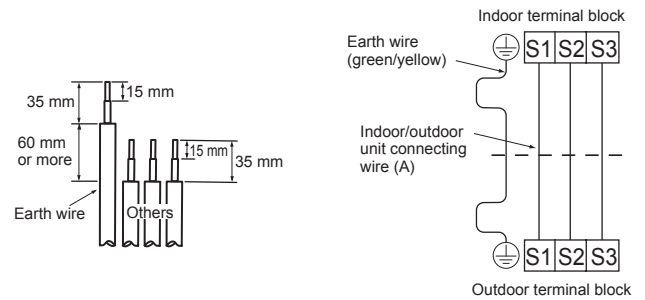 35 mm
15 mm
60 mm
or more
15 mm
35 mm
Earth wire
Others
Indoor terminal block
Earth wire
(green/yellow)
S1 S2 S3
Indoor/outdoor
unit connecting
wire (A)
S1 S2 S3
Outdoor terminal block